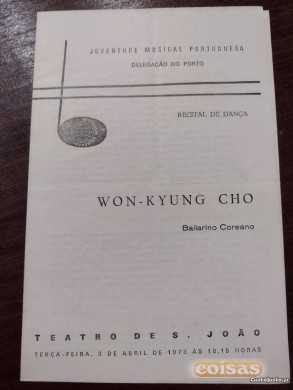 JUVENTUDE MUSICAL PORTUGUESA
DELEGAÇÃO DO PORTO
RECITAL DE DANÇA
WON-KYUNG CHO
Bailarino Coreano
TEATRO DE S. JOÃO
TERÇA-FEIRA, 3 DE ABRIL DE 1973 ÀS 18,15 HORAS
coisas